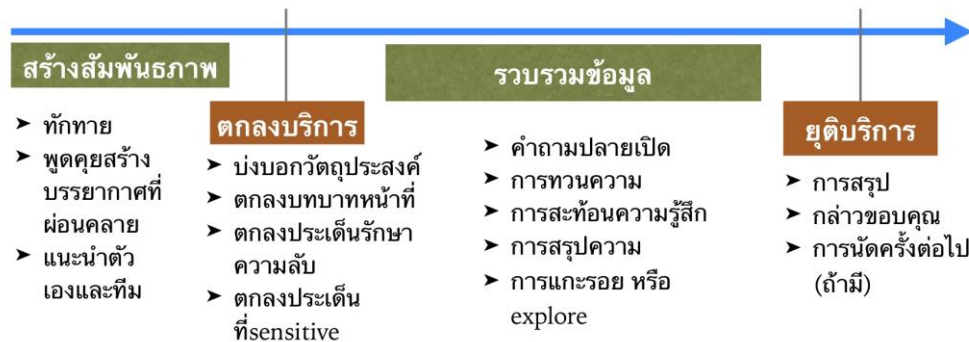 สร้างสัมพันธภาพ
➤ ทักทาย
➤ พูดคุยสร้าง
บรรยากาศที่
ผ่อนคลาย
➤ แนะนำตัว
เองและทีม
ตกลงบริการ
➤ บ่งบอกวัตถุประสงค์
➤ ตกลงบทบาทหน้าที่
➤ ตกลงประเด็นรักษา
ความลับ
➤ ตกลงประเด็น
ที่sensitive
รวบรวมข้อมูล
➤ คำถามปลายเปิด
➤ การทวนความ
➤ การสะท้อนความรู้สึก
➤ การสรุปความ
➤ การแกะรอย หรือ
explore
ยุติบริการ
➤ การสรุป
➤ กล่าวขอบคุณ
➤ การนัดครั้งต่อไป
(ถ้ามี)